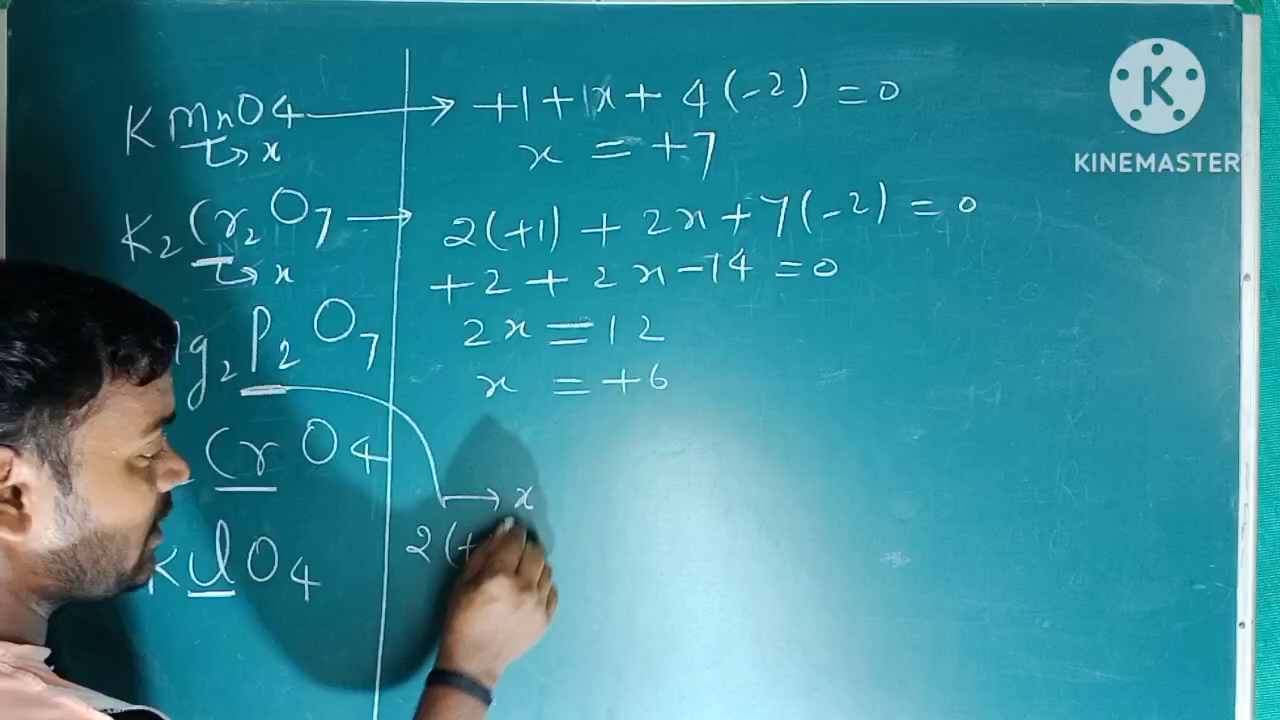 KMnO4 → +1+1x+4(-2)=0
x x = +7
K2Cr2O7 → 2(+1)+2x+7(-2)=0
x +2+2x-14=0
2x=12
g2P2O7
x = +6
CrO4
→ x
2(+
KClO4
K
KINEMASTER